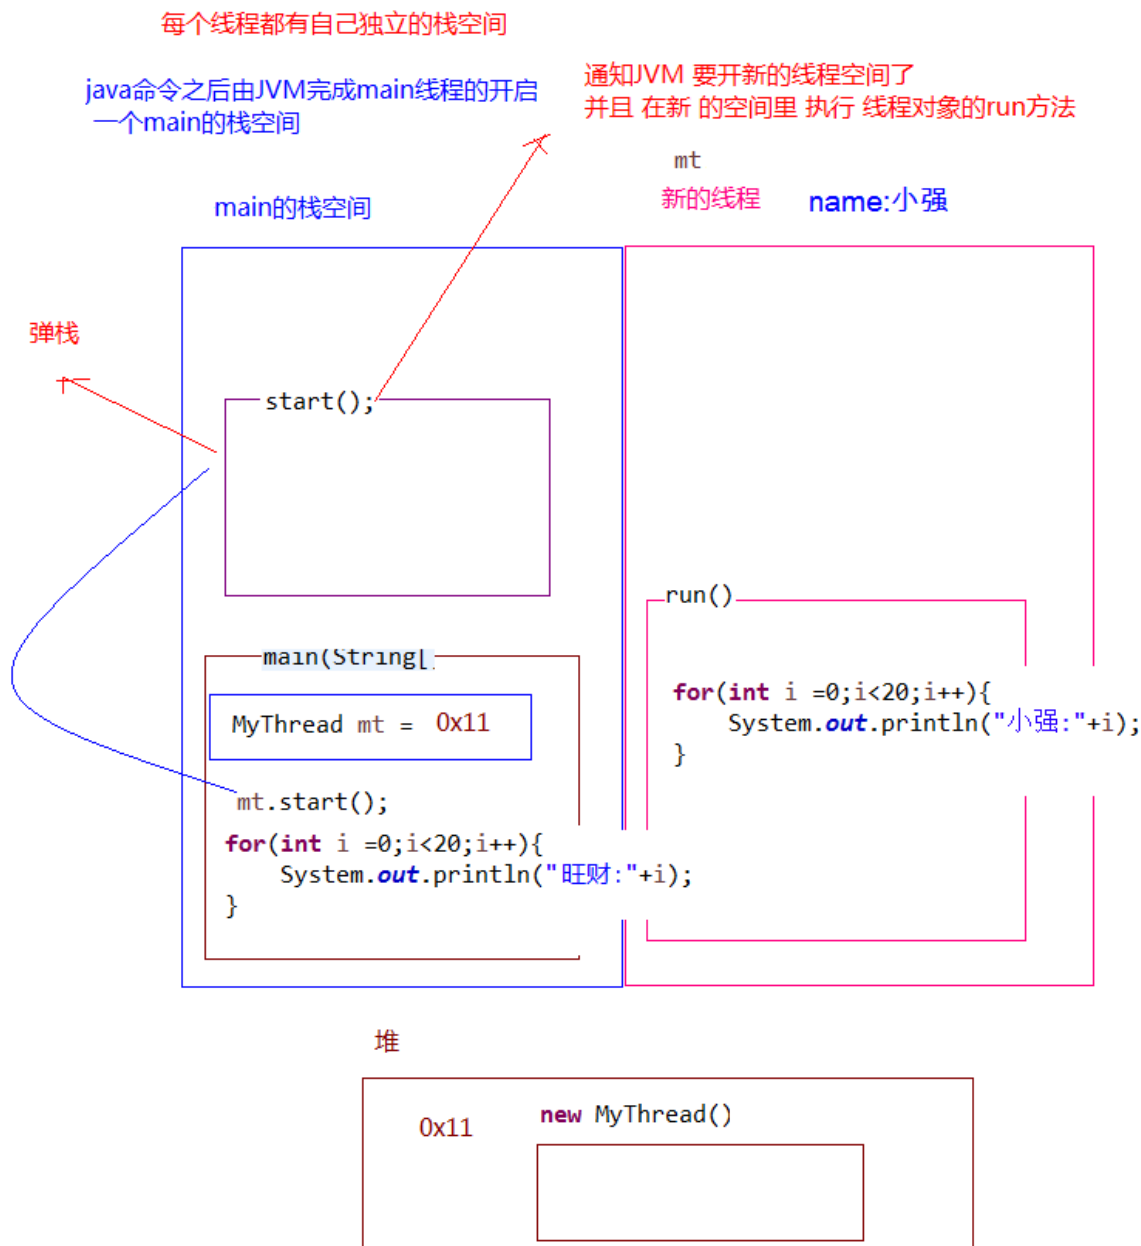 每个线程都有自己独立的栈空间
java命令之后由JVM完成main线程的开启
一个main的栈空间
通知JVM 要开新的线程空间了
并且 在新 的空间里 执行 线程对象的run方法
mt
新的线程 name:小强
main的栈空间
弹栈
start();
run()
main(String[
MyThread mt = 0x11
for(int i =0;i<20;i++){
System.out.println("小强:"+i);
}
mt.start();
for(int i =0;i<20;i++){
System.out.println("旺财:"+i);
}
堆
0x11 new MyThread()